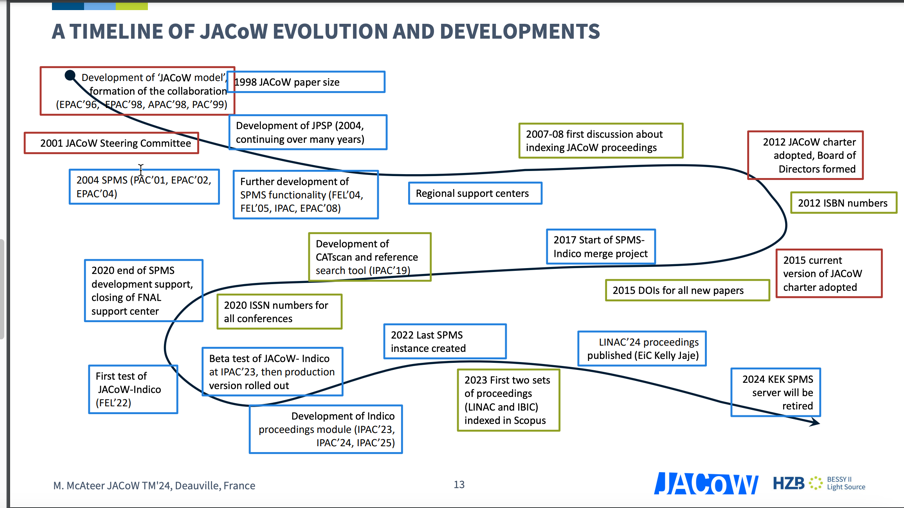 A TIMELINE OF JACoW EVOLUTION AND DEVELOPMENTS
Development of ‘JACoW model’,
formation of the collaboration
(EPAC’96, EPAC’98, APAC’98, PAC’99)
1998 JACoW paper size
2001 JACoW Steering Committee
Development of JPSP (2004,
continuing over many years)
2004 SPMS (PAC’01, EPAC’02,
EPAC’04)
Further development of
SPMS functionality (FEL’04,
FEL’05, IPAC, EPAC’08)
Regional support centers
2007-08 first discussion about
indexing JACoW proceedings
2012 JACoW charter
adopted, Board of
Directors formed
2012 ISBN numbers
2015 current
version of JACoW
charter adopted
2015 DOIs for all new papers
2017 Start of SPMS-
Indico merge project
Development of
CATscan and reference
search tool (IPAC’19)
2020 ISSN numbers for
all conferences
2020 end of SPMS
development support,
closing of FNAL
support center
First test of
JACoW-Indico
(FEL’22)
Beta test of JACoW- Indico
at IPAC’23, then production
version rolled out
Development of Indico
proceedings module (IPAC’23,
IPAC’24, IPAC’25)
2022 Last SPMS
instance created
2023 First two sets
of proceedings
(LINAC and IBIC)
indexed in Scopus
LINAC’24 proceedings
published (EiC Kelly Jaje)
2024 KEK SPMS
server will be
retired
M. McAteer JACoW TM’24, Deauville, France
13
JACoW
HZB
BESSY II
Light Source